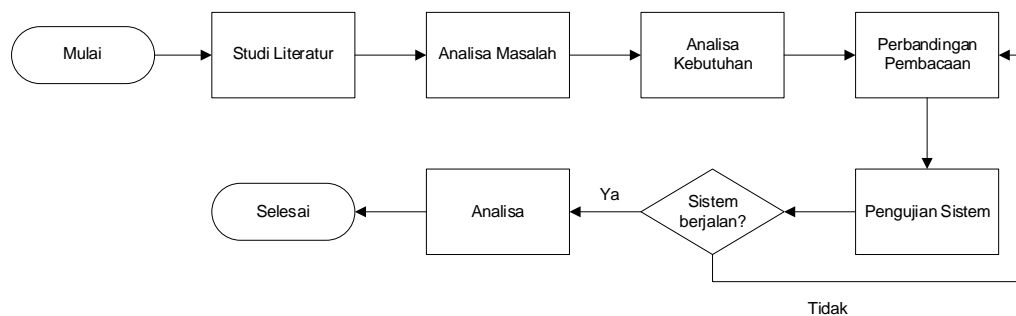 Mulai
Studi Literatur
Analisa Masalah
Analisa
Kebutuhan
Perbandingan
Pembacaan
Pengujian Sistem
Sistem
berjalan?
Ya
Analisa
Selesai
Tidak